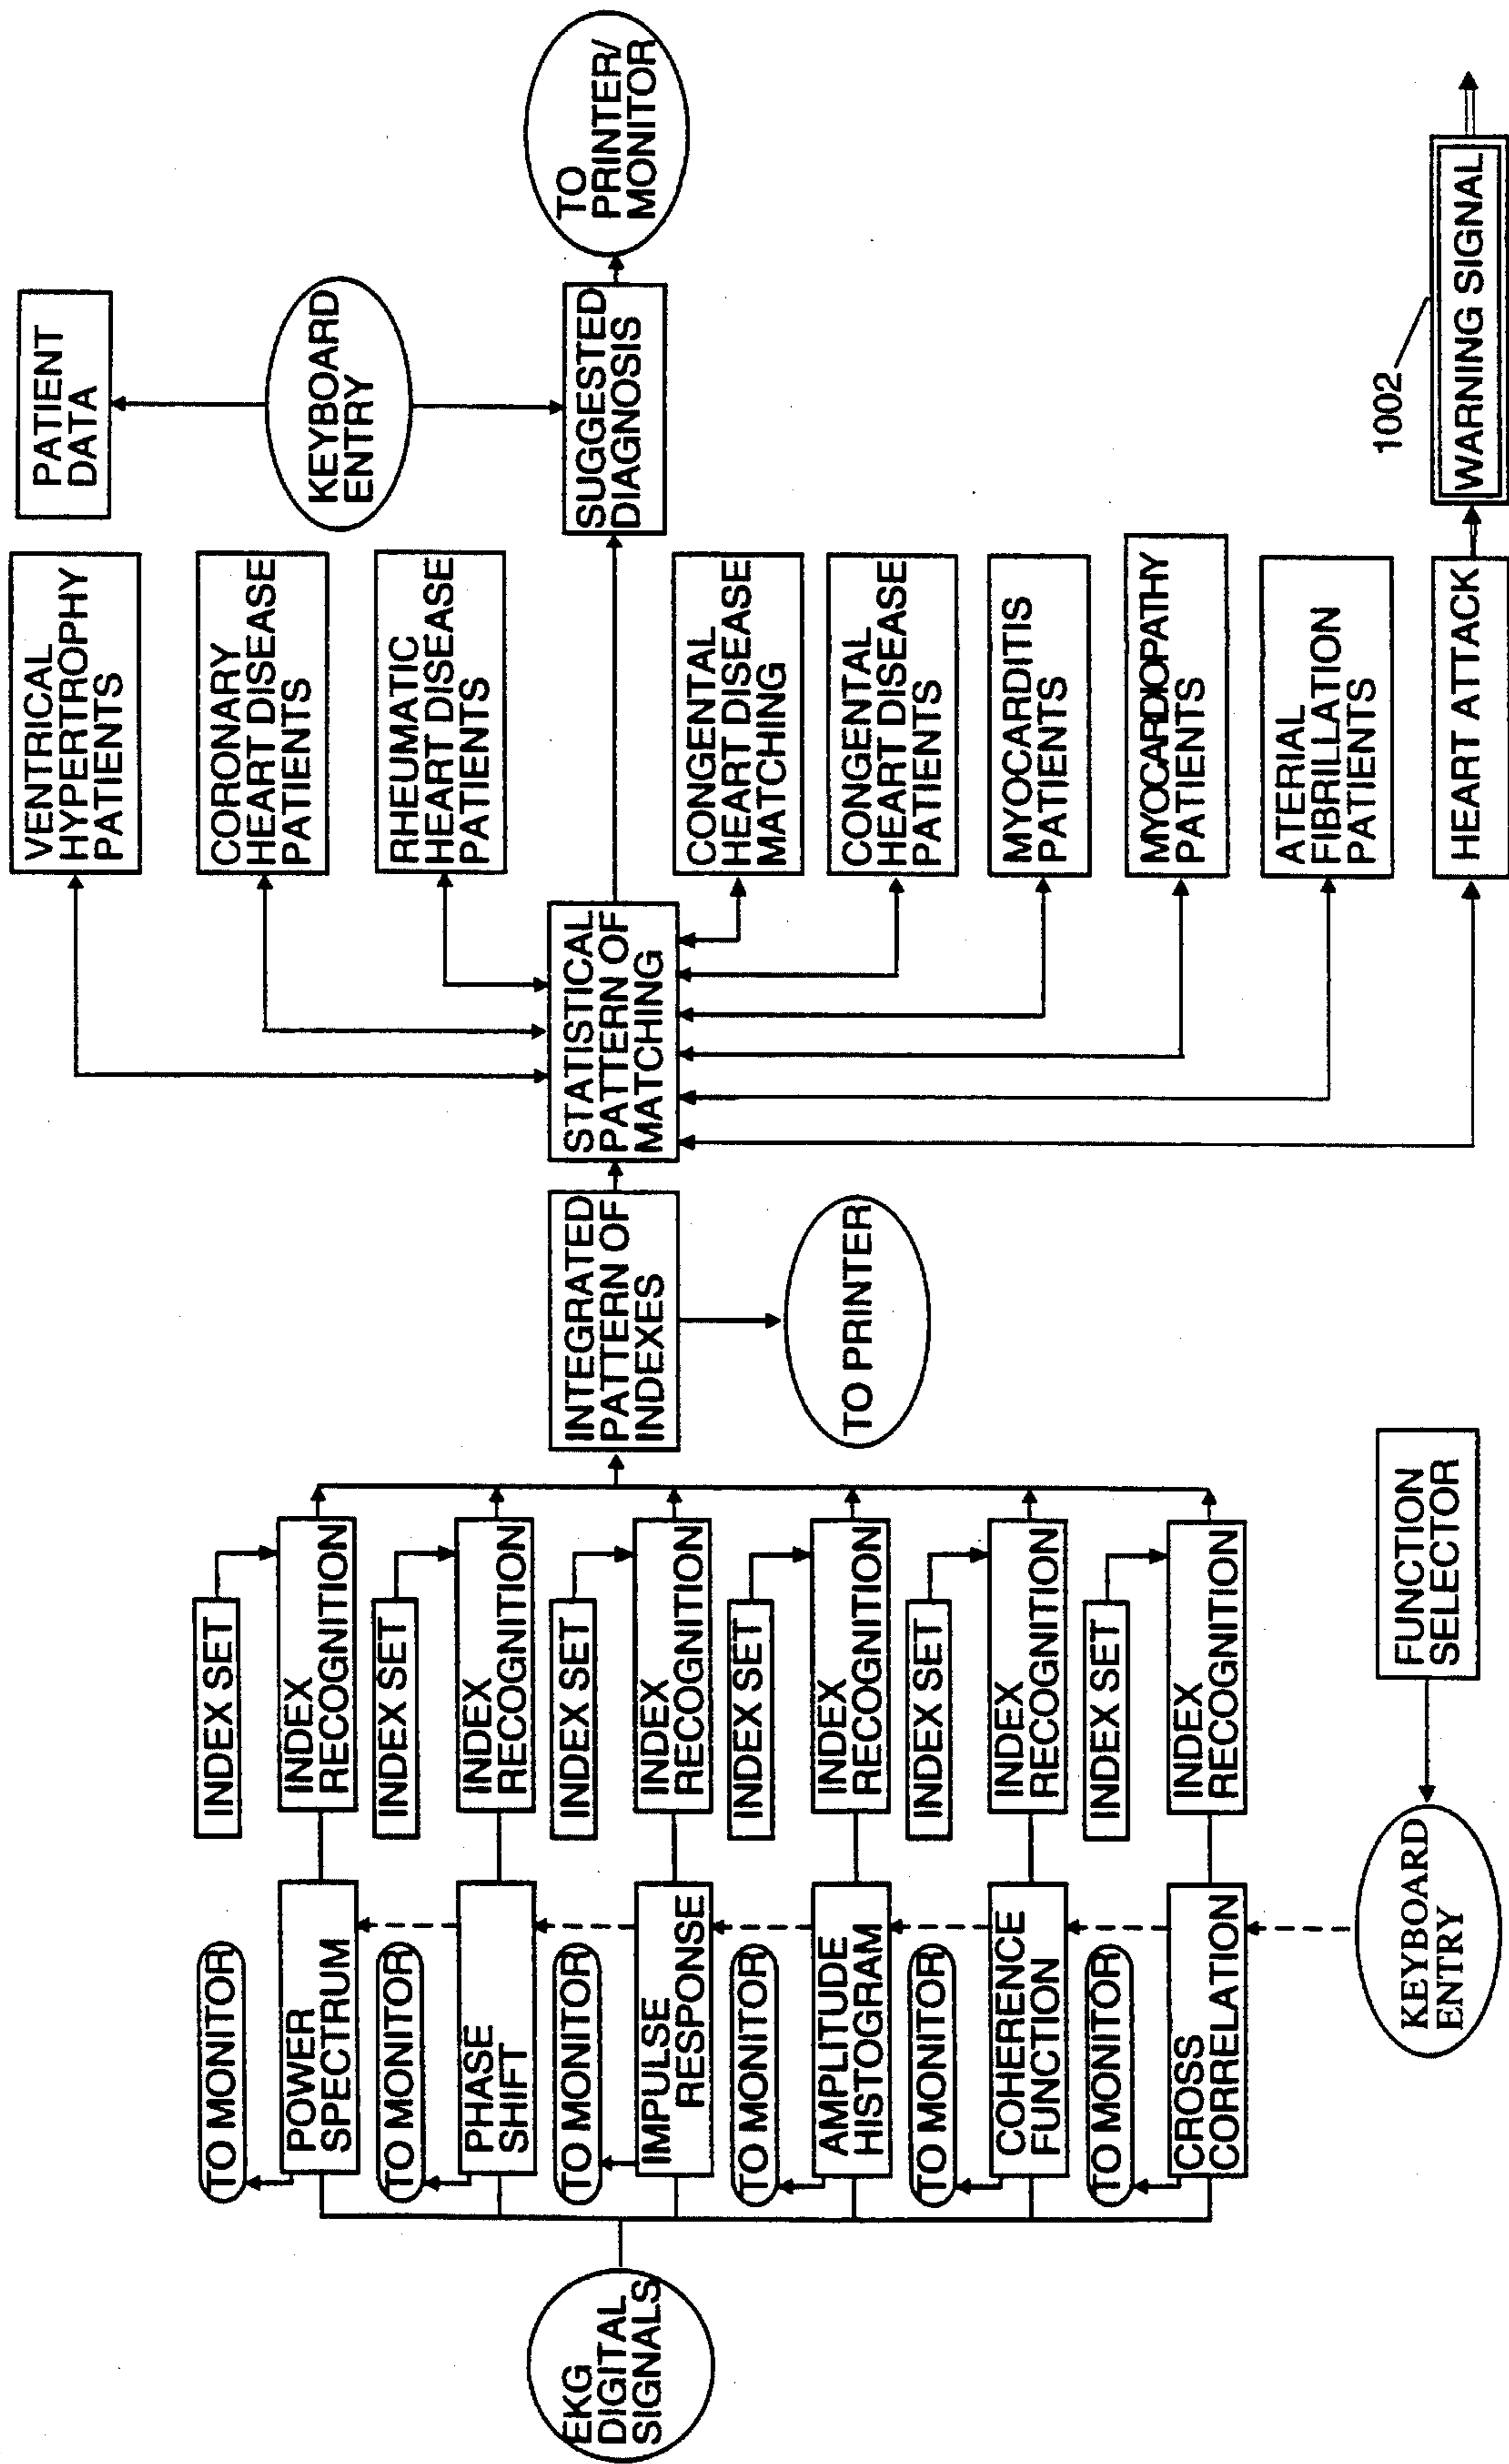 EKG
DIGITAL
SIGNALS
TO MONITOR
POWER
SPECTRUM
INDEX SET
INDEX
RECOGNITION
TO MONITOR
PHASE
SHIFT
INDEX SET
INDEX
RECOGNITION
TO MONITOR
IMPULSE
RESPONSE
INDEX SET
INDEX
RECOGNITION
TO MONITOR
AMPLITUDE
HISTOGRAM
INDEX SET
INDEX
RECOGNITION
TO MONITOR
COHERENCE
FUNCTION
INDEX SET
INDEX
RECOGNITION
TO MONITOR
CROSS
CORRELATION
INDEX SET
INDEX
RECOGNITION
KEYBOARD
ENTRY
FUNCTION
SELECTOR
INTEGRATED
PATTERN OF
INDEXES
TO PRINTER
STATISTICAL
PATTERN OF
MATCHING
VENTRICAL
HYPERTROPHY
PATIENTS
CORONARY
HEART DISEASE
PATIENTS
RHEUMATIC
HEART DISEASE
PATIENTS
CONGENTAL
HEART DISEASE
MATCHING
CONGENTAL
HEART DISEASE
PATIENTS
MYOCARDITIS
PATIENTS
MYOCARDIOPATHY
PATIENTS
ATERIAL
FIBRILLATION
PATIENTS
HEART ATTACK
PATIENT
DATA
KEYBOARD
ENTRY
SUGGESTED
DIAGNOSIS
TO
PRINTER/
MONITOR
1002
WARNING SIGNAL